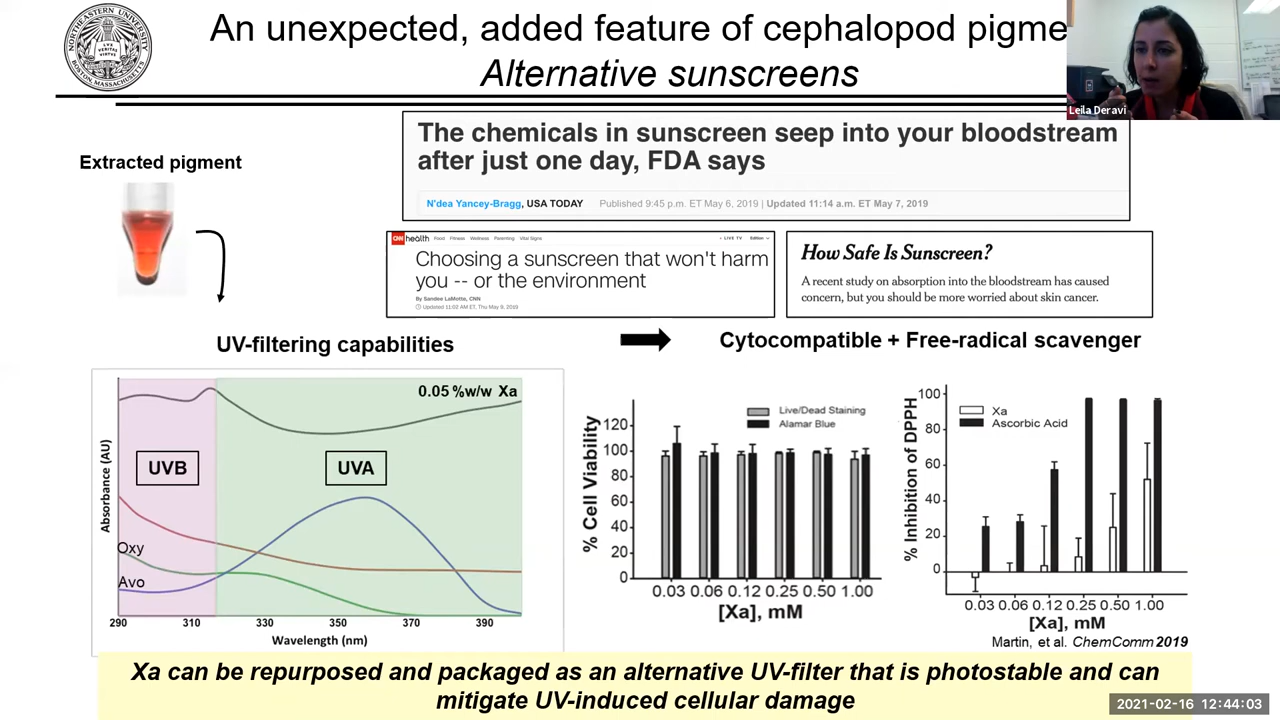 An unexpected, added feature of cephalopod pigme
Alternative sunscreens
NORTHEASTERN UNIVERSITY
LVX VERITAS VIRTVS
BOSTON MASSACHUSETTS
Leila Deravi
Extracted pigment
The chemicals in sunscreen seep into your bloodstream
after just one day, FDA says
N'dea Yancey-Bragg, USA TODAY Published 9:45 p.m. ET May 6, 2019 | Updated 11:14 a.m. ET May 7, 2019
CNN health Food Fitness Wellness Parenting Vital Signs LIVE TV Edition
Choosing a sunscreen that won't harm
you -- or the environment
By Sandee LaMotte, CNN
Updated 11:02 AM ET, Thu May 9, 2019
How Safe Is Sunscreen?
A recent study on absorption into the bloodstream has caused
concern, but you should be more worried about skin cancer.
UV-filtering capabilities
Cytocompatible + Free-radical scavenger
0.05 %w/w Xa
UVB
UVA
Oxy
Avo
Absorbance (AU)
290 310 330 350 370 390
Wavelength (nm)
Live/Dead Staining
Alamar Blue
% Cell Viability
120
100
80
60
40
20
0
0.03 0.06 0.12 0.25 0.50 1.00
[Xa], mM
Xa
Ascorbic Acid
% Inhibition of DPPH
100
80
60
40
20
0
0.03 0.06 0.12 0.25 0.50 1.00
[Xa], mM
Martin, et al. ChemComm 2019
Xa can be repurposed and packaged as an alternative UV-filter that is photostable and can
mitigate UV-induced cellular damage
2021-02-16 12:44:03